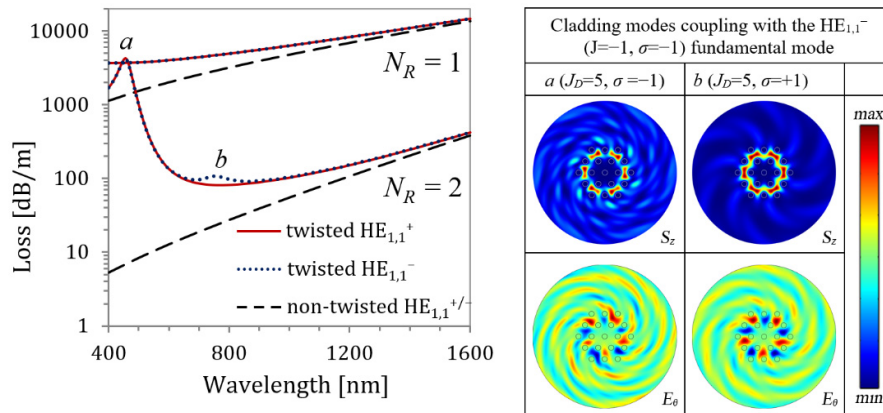 10000
1000
100
10
1
Loss [dB/m]
a
b
N_R = 1
N_R = 2
twisted HE₁,₁⁺
twisted HE₁,₁⁻
non-twisted HE₁,₁⁺/⁻
400 800 1200 1600
Wavelength [nm]
Cladding modes coupling with the HE₁,₁⁻
(J=−1, σ=−1) fundamental mode
a (J_D=5, σ=−1) b (J_D=5, σ=+1)
max
S_z S_z
E_θ E_θ
min